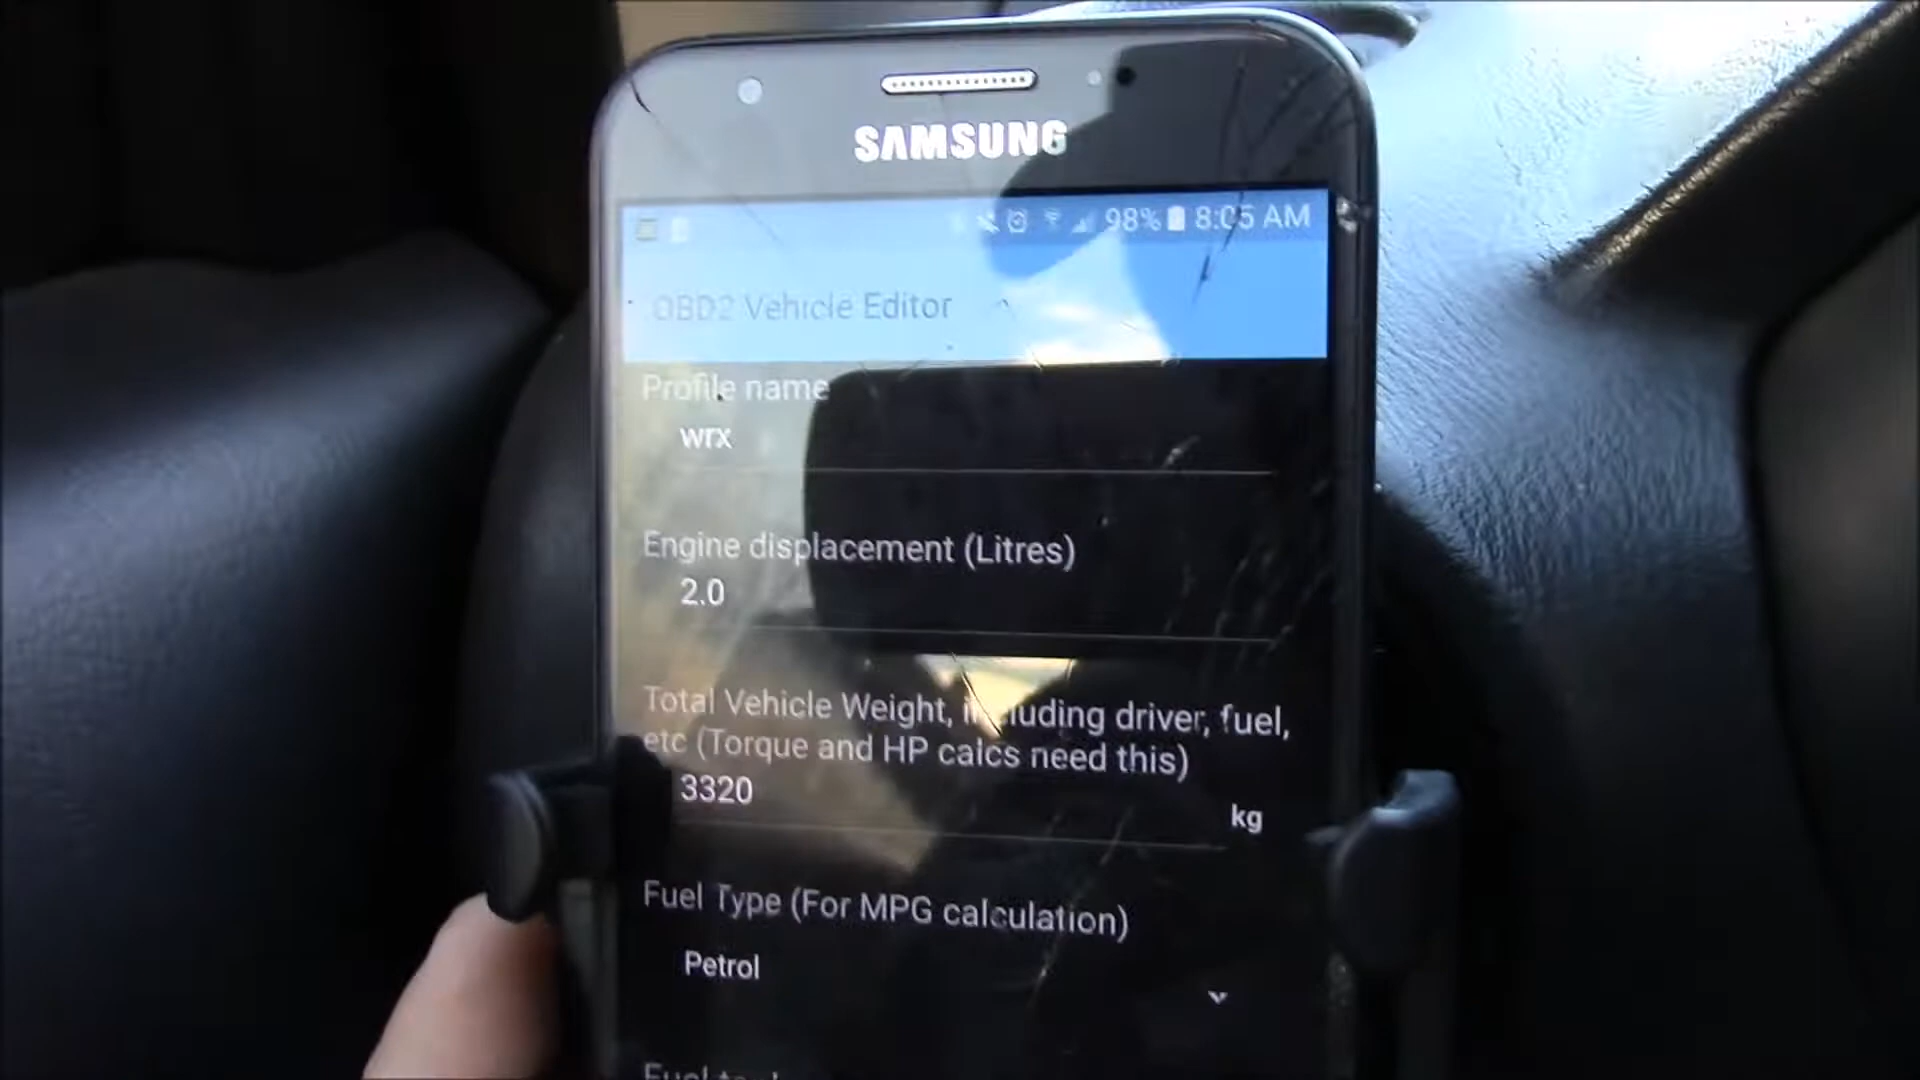 SAMSUNG
98% 8:05 AM
OBD2 Vehicle Editor
Profile name
wrx
Engine displacement (Litres)
2.0
Total Vehicle Weight, including driver, fuel,
etc (Torque and HP calcs need this)
3320
kg
Fuel Type (For MPG calculation)
Petrol
Fuel